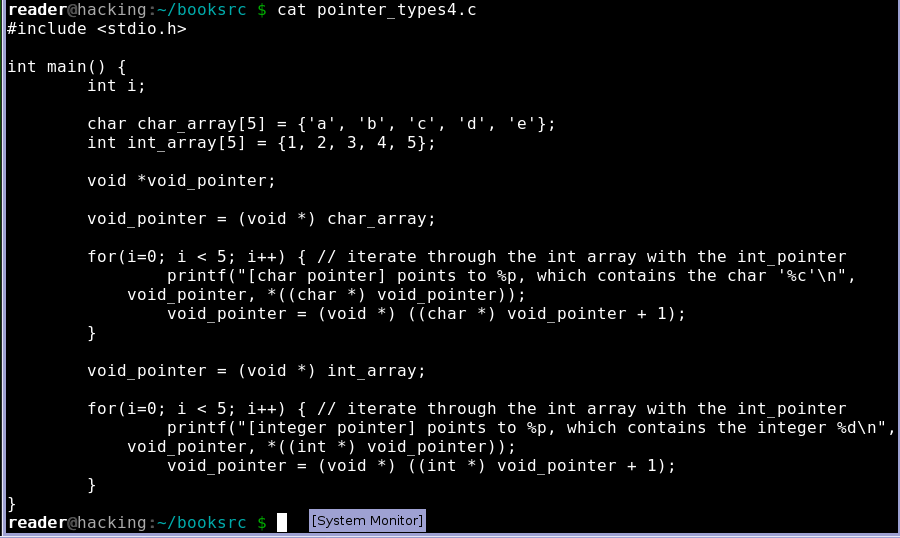 reader@hacking:~/booksrc $ cat pointer_types4.c
#include <stdio.h>

int main() {
        int i;

        char char_array[5] = {'a', 'b', 'c', 'd', 'e'};
        int int_array[5] = {1, 2, 3, 4, 5};

        void *void_pointer;

        void_pointer = (void *) char_array;

        for(i=0; i < 5; i++) { // iterate through the int array with the int_pointer
                printf("[char pointer] points to %p, which contains the char '%c'\n",
            void_pointer, *((char *) void_pointer));
                void_pointer = (void *) ((char *) void_pointer + 1);
        }

        void_pointer = (void *) int_array;

        for(i=0; i < 5; i++) { // iterate through the int array with the int_pointer
                printf("[integer pointer] points to %p, which contains the integer %d\n",
            void_pointer, *((int *) void_pointer));
                void_pointer = (void *) ((int *) void_pointer + 1);
        }
}
reader@hacking:~/booksrc $
[System Monitor]